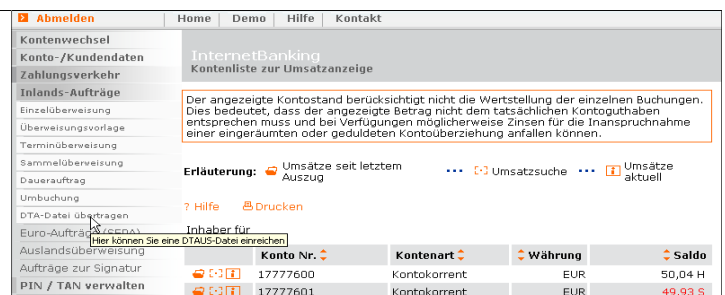 Abmelden
Home Demo Hilfe Kontakt
Kontenwechsel
Konto-/Kundendaten
Zahlungsverkehr
Inlands-Aufträge
Einzelüberweisung
Überweisungsvorlage
Terminüberweisung
Sammelüberweisung
Dauerauftrag
Umbuchung
DTA-Datei übertragen
Euro-Aufträge (SEPA)
Hier können Sie eine DTAUS-Datei einreichen
Auslandsüberweisung
Aufträge zur Signatur
PIN / TAN verwalten
InternetBanking
Kontenliste zur Umsatzanzeige
Der angezeigte Kontostand berücksichtigt nicht die Wertstellung der einzelnen Buchungen.
Dies bedeutet, dass der angezeigte Betrag nicht dem tatsächlichen Kontoguthaben
entsprechen muss und bei Verfügungen möglicherweise Zinsen für die Inanspruchnahme
einer eingeräumten oder geduldeten Kontoüberziehung anfallen können.
Erläuterung: Umsätze seit letztem Auszug ... Umsatzsuche ... Umsätze aktuell
? Hilfe Drucken
Inhaber für
Konto Nr. Kontenart Währung Saldo
17777600 Kontokorrent EUR 50,04 H
17777601 Kontokorrent EUR 49,93 S